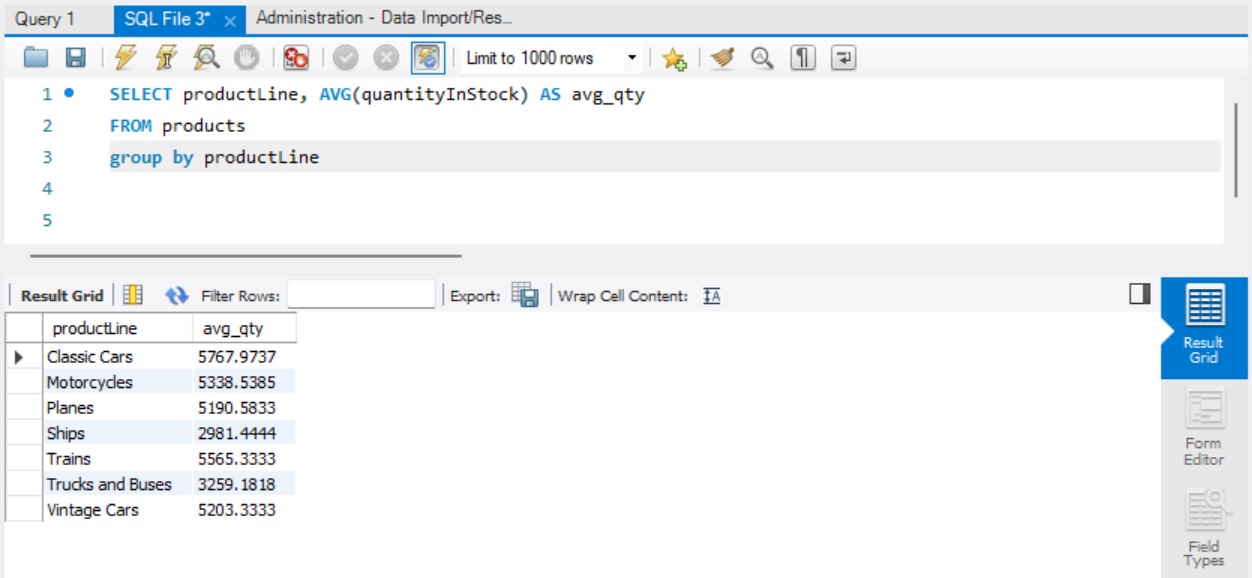 Query 1 SQL File 3* × Administration - Data Import/Res...
Limit to 1000 rows
1 SELECT productLine, AVG(quantityInStock) AS avg_qty
2 FROM products
3 group by productLine
4
5
Result Grid Filter Rows: Export: Wrap Cell Content: IA
productLine avg_qty
Classic Cars 5767.9737
Motorcycles 5338.5385
Planes 5190.5833
Ships 2981.4444
Trains 5565.3333
Trucks and Buses 3259.1818
Vintage Cars 5203.3333
Result
Grid
Form
Editor
Field
Types